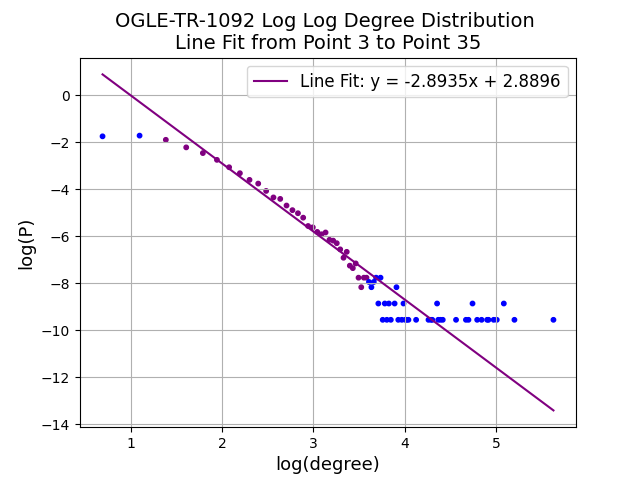 OGLE-TR-1092 Log Log Degree Distribution
Line Fit from Point 3 to Point 35
Line Fit: y = -2.8935x + 2.8896
log(P)
0
−2
−4
−6
−8
−10
−12
−14
1 2 3 4 5
log(degree)